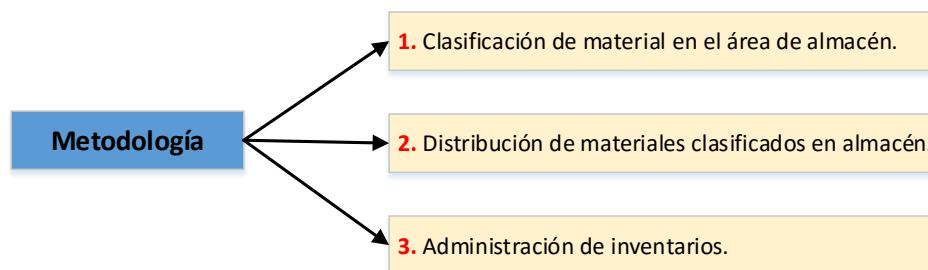 1. Clasificación de material en el área de almacén.
Metodología
2. Distribución de materiales clasificados en almacén.
3. Administración de inventarios.